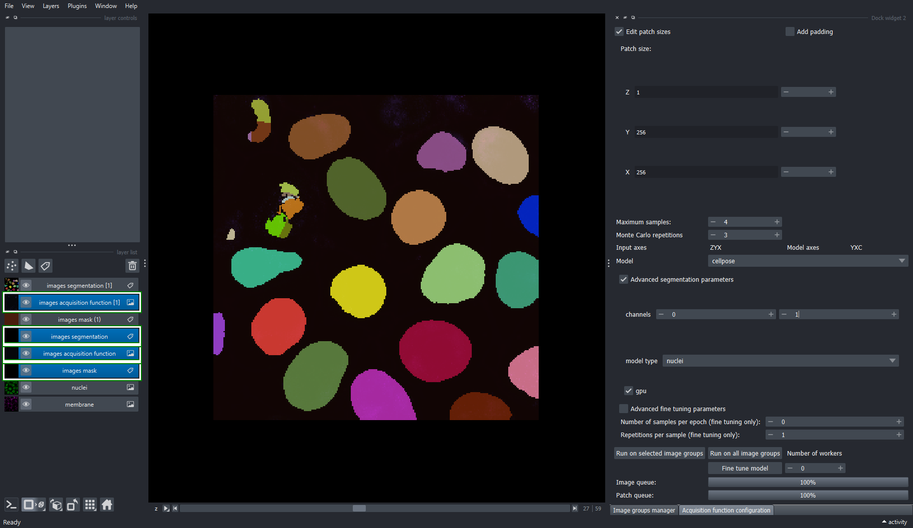 File View Layers Plugins Window Help
layer controls
layer list
images segmentation [1]
images acquisition function [1]
images mask (1)
images segmentation
images acquisition function
images mask
nuclei
membrane
z
27 59
Ready
Dock widget 2
Edit patch sizes
Add padding
Patch size:
Z 1
Y 256
X 256
Maximum samples: 4
Monte Carlo repetitions 3
Input axes ZYX Model axes YXC
Model cellpose
Advanced segmentation parameters
channels 0 1
model type nuclei
gpu
Advanced fine tuning parameters
Number of samples per epoch (fine tuning only): 0
Repetitions per sample (fine tuning only): 1
Run on selected image groups Run on all image groups Number of workers
Fine tune model 0
Image queue: 100%
Patch queue: 100%
Image groups manager Acquisition function configuration
activity